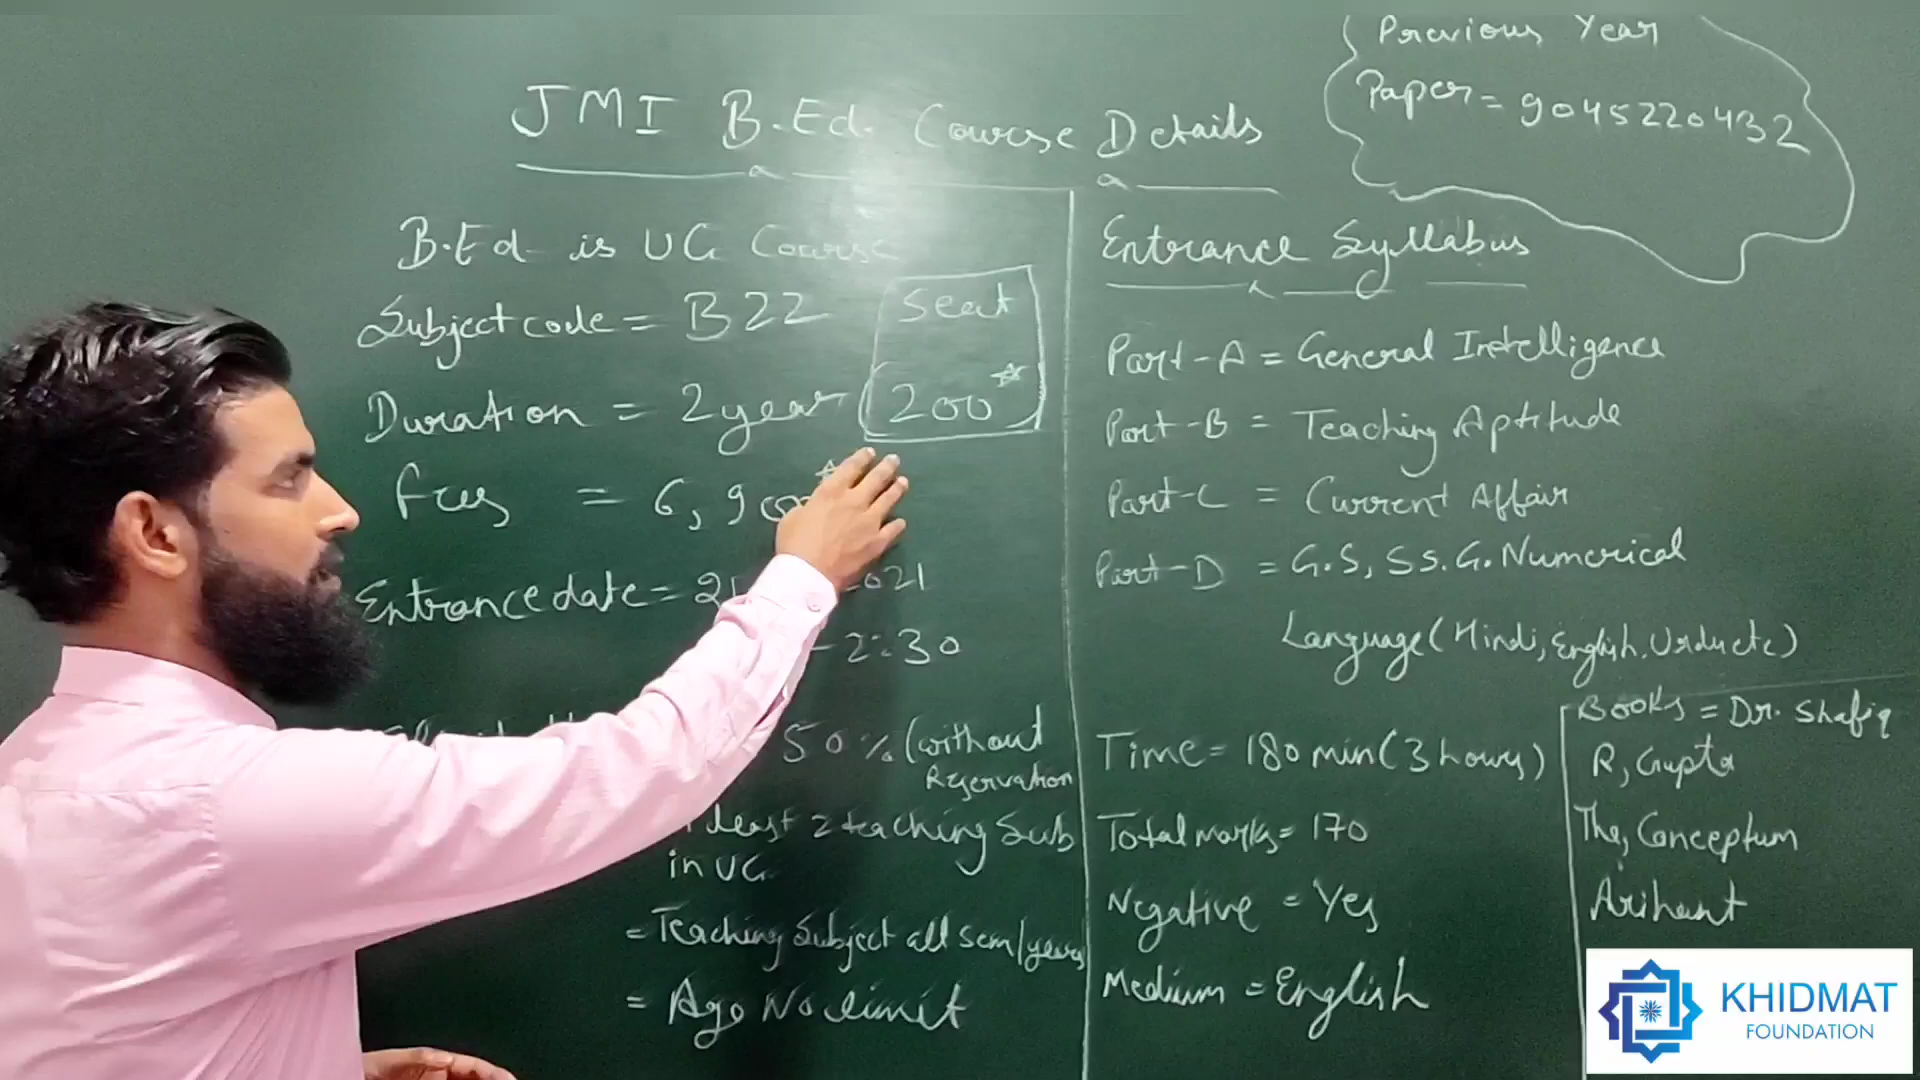 Previous Year
Paper = 9045220432
JMI B.Ed. Course Details
B.Ed is UG Course
Subject code = B22
Seat
200*
Duration = 2 year
fees = 6,900
Entrance date = 2021
- 2:30
50% (without
Reservation
least 2 teaching Sub
in UG
= Teaching Subject all sem/years
= Age No limit
Entrance Syllabus
Part-A = General Intelligence
Part-B = Teaching Aptitude
Part-C = Current Affair
Part-D = G.S, SS. G. Numerical
Language (Hindi, English, Urdu etc)
Time = 180 min (3 hours)
Total marks = 170
Negative = Yes
Medium = English
Books = Dr. Shafiq
R, Gupta
The, Conceptum
Arihant
KHIDMAT
FOUNDATION